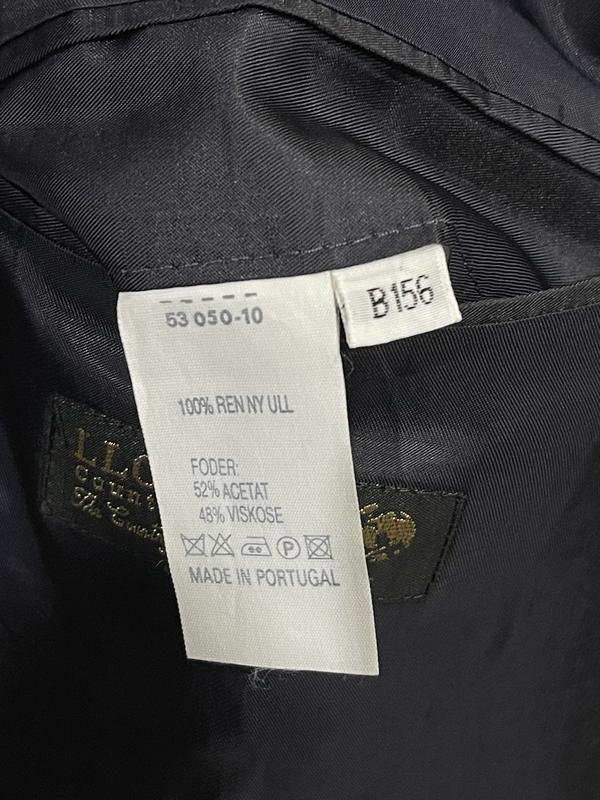 53 050-10
B156
100% REN NY ULL
FODER:
52% ACETAT
48% VISKOSE
P
MADE IN PORTUGAL